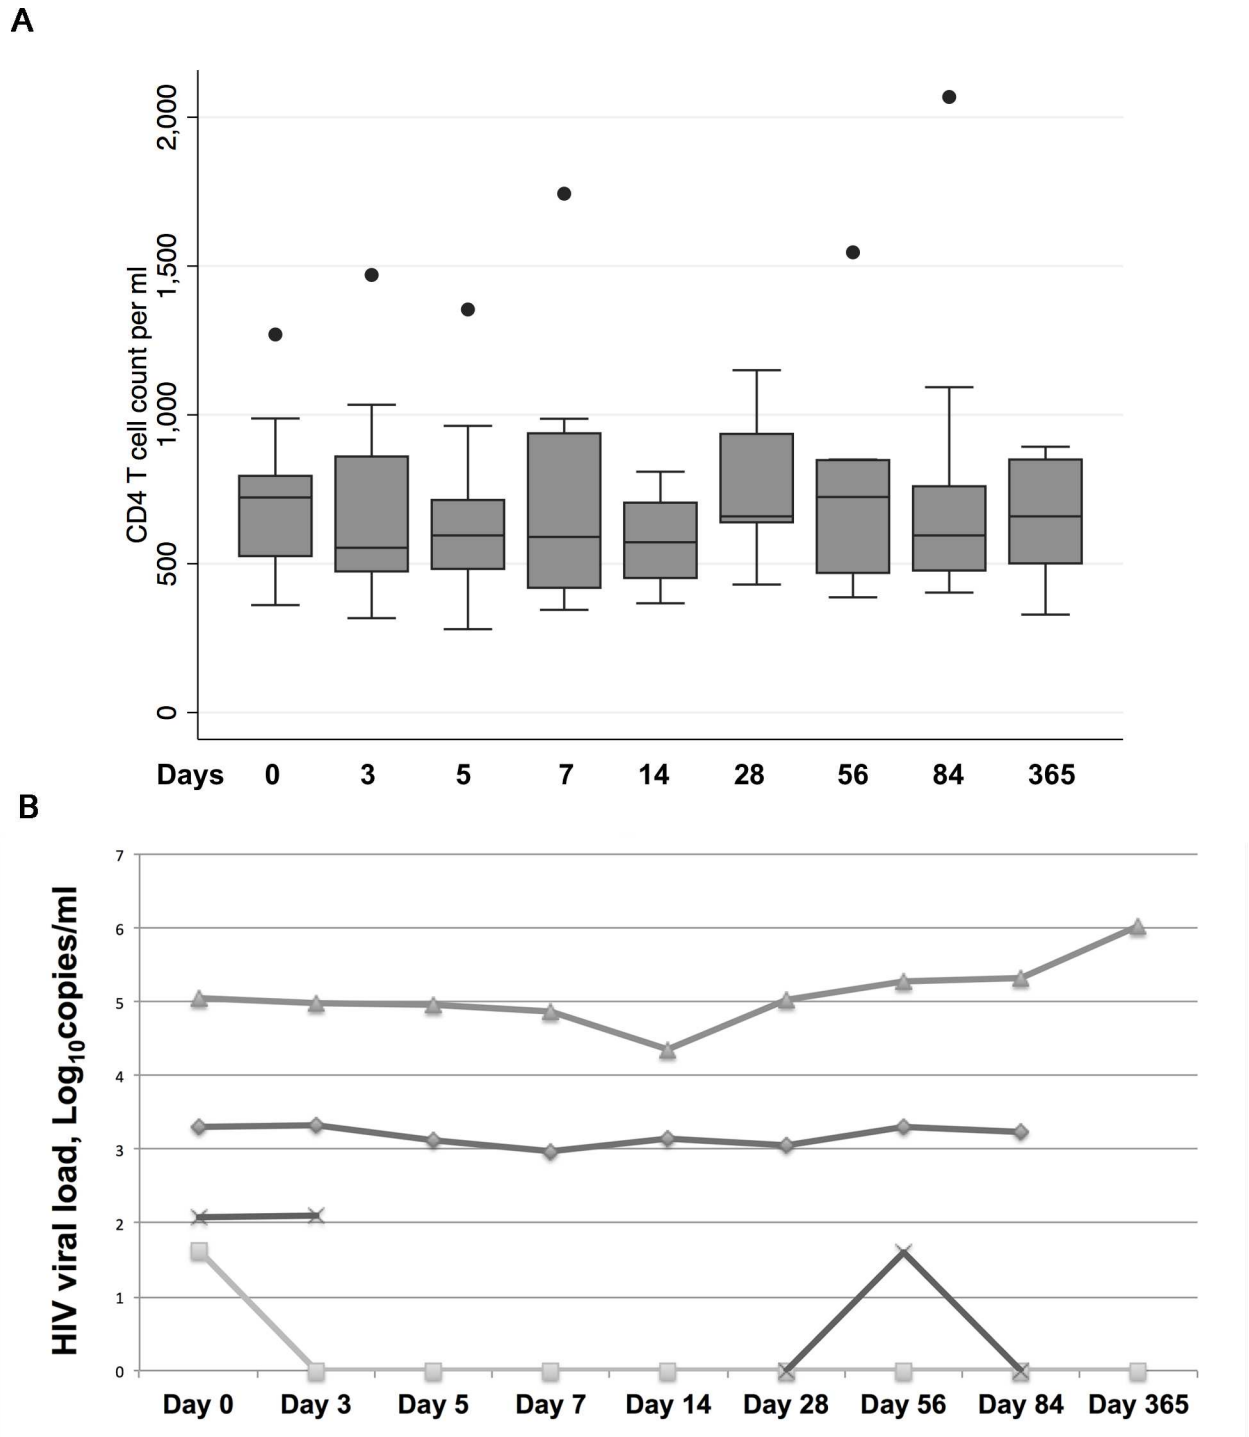 A
CD4 T cell count per ml
2,000
1,500
1,000
500
0
Days 0 3 5 7 14 28 56 84 365
B
HIV viral load, Log10copies/ml
7
6
5
4
3
2
1
0
Day 0 Day 3 Day 5 Day 7 Day 14 Day 28 Day 56 Day 84 Day 365